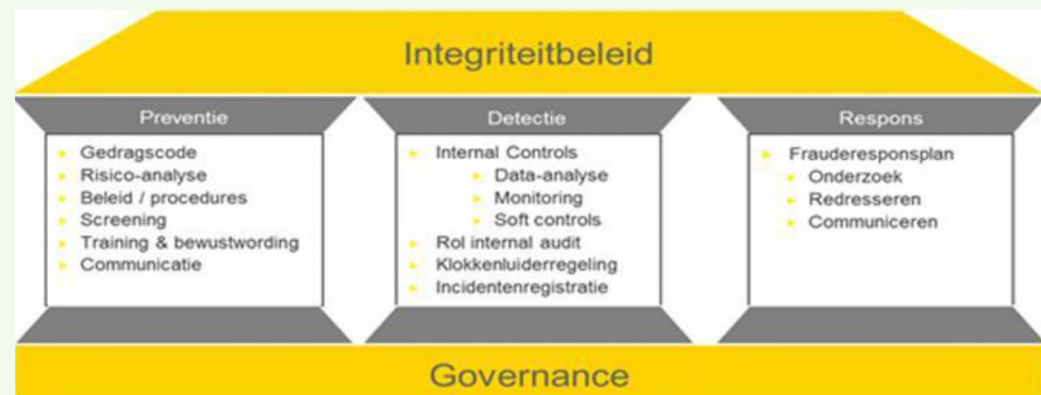 Integriteitbeleid
Preventie
Gedragscode
Risico-analyse
Beleid / procedures
Screening
Training & bewustwording
Communicatie
Detectie
Internal Controls
Data-analyse
Monitoring
Soft controls
Rol internal audit
Klokkenluiderregeling
Incidentenregistratie
Respons
Frauderesponsplan
Onderzoek
Redresseren
Communiceren
Governance